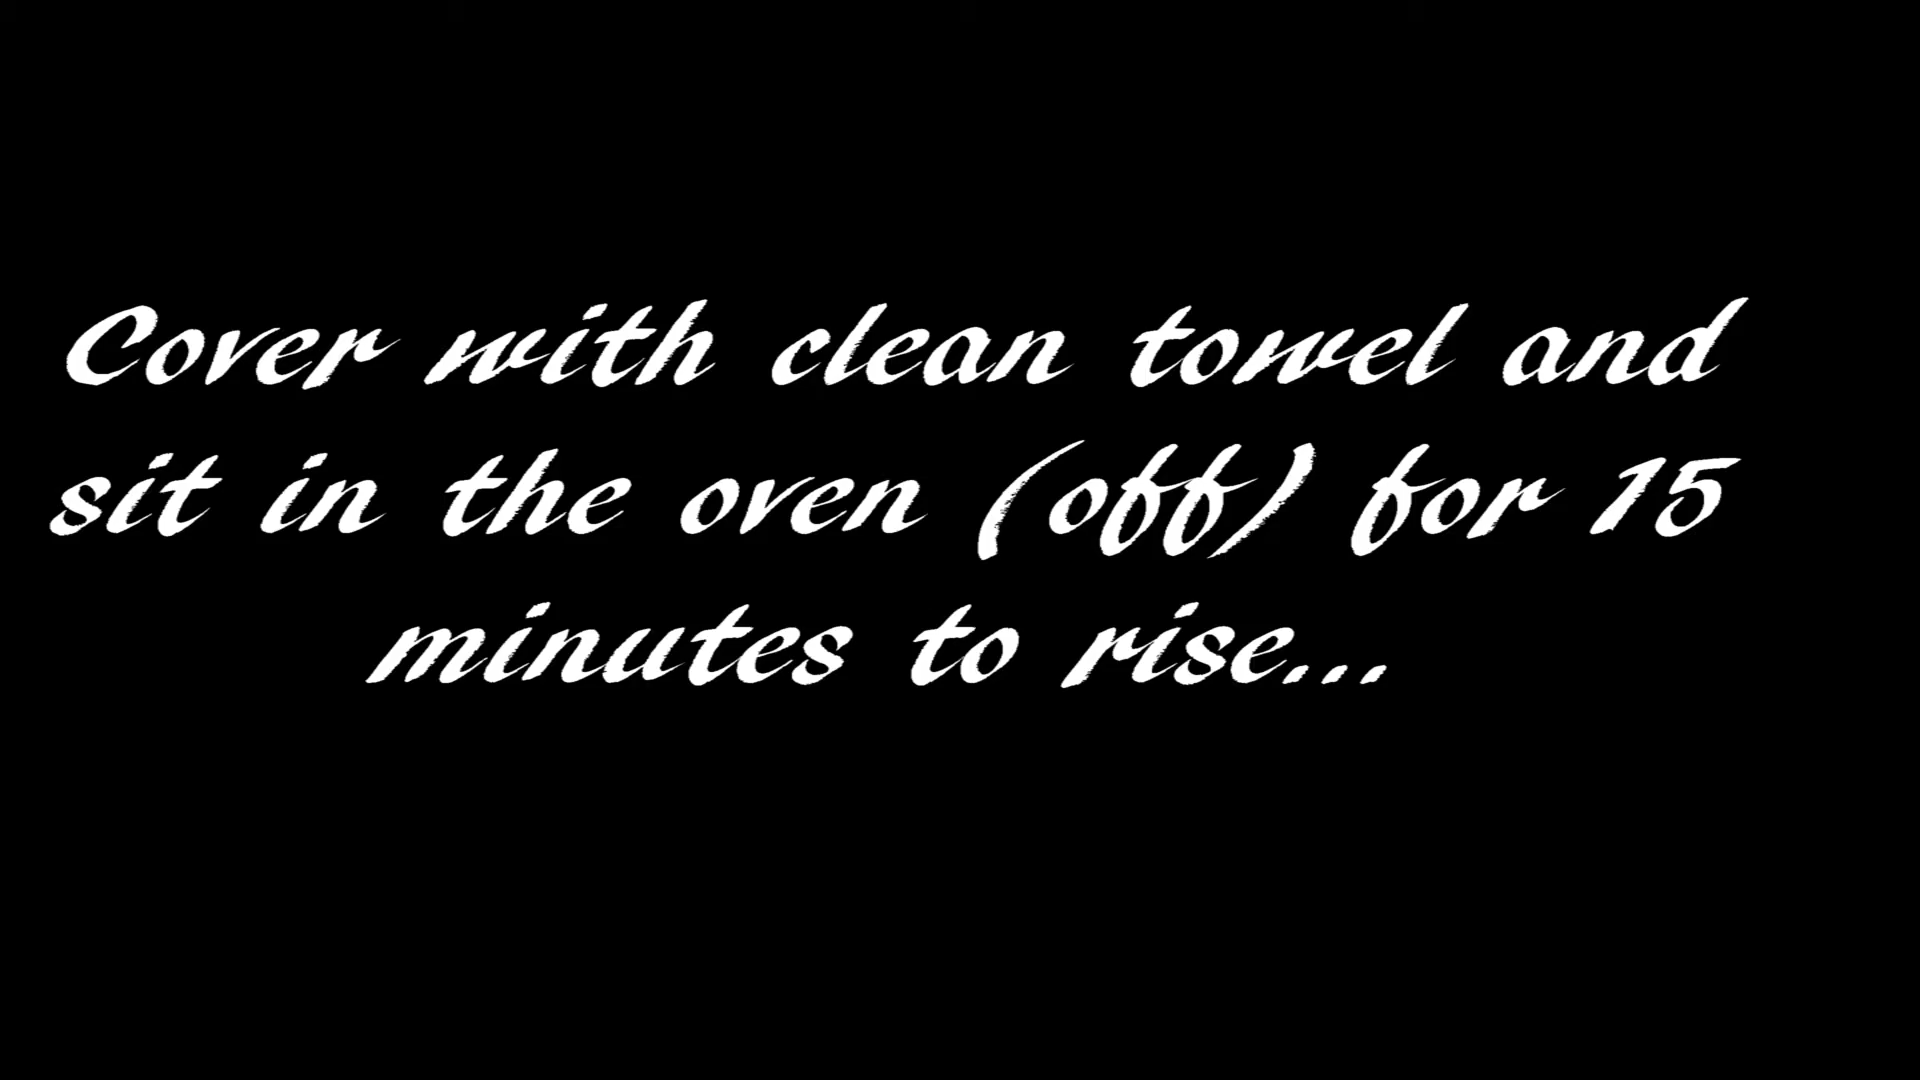 Cover with clean towel and
sit in the oven (off) for 15
minutes to rise...